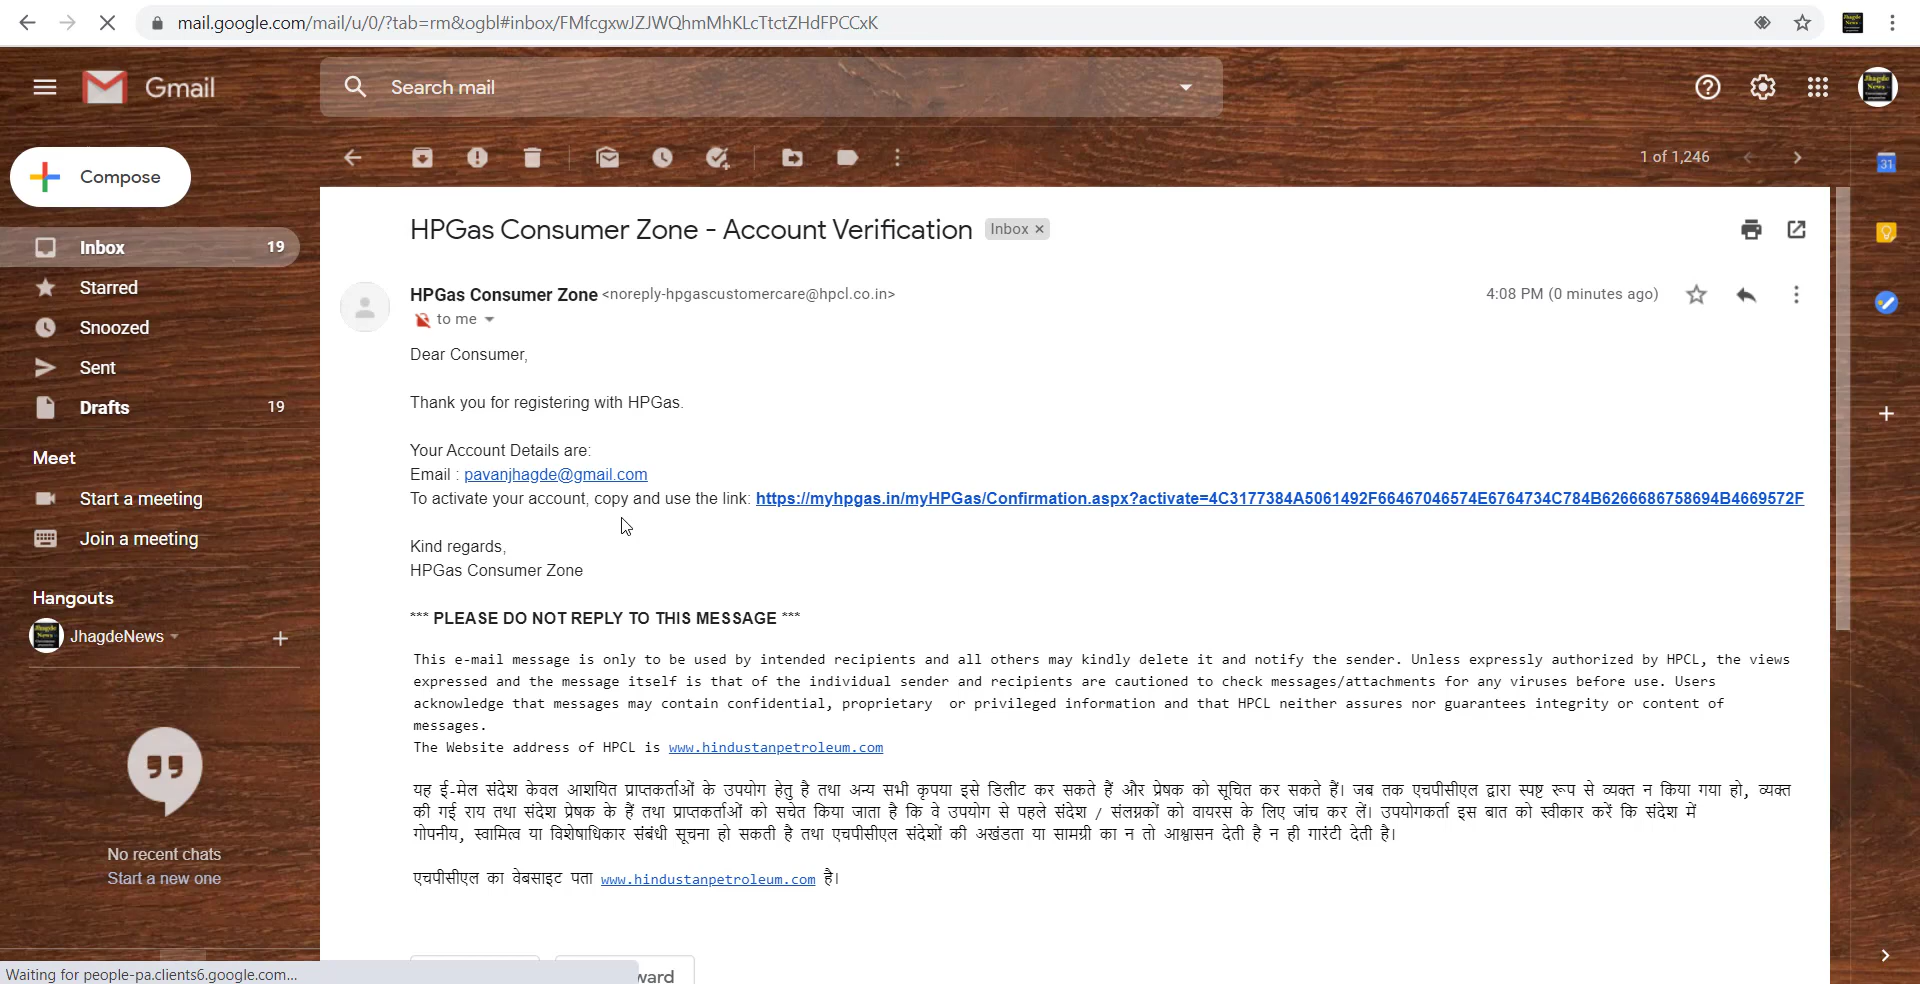 mail.google.com/mail/u/0/?tab=rm&ogbl#inbox/FMfcgxwJZJWQhmMhKLcTtctZHdFPCCxK
Gmail
Search mail
Compose
1 of 1,246
31
Inbox 19
Starred
Snoozed
Sent
Drafts 19
Meet
Start a meeting
Join a meeting
Hangouts
JhagdeNews
No recent chats
Start a new one
HPGas Consumer Zone - Account Verification Inbox ×
HPGas Consumer Zone <noreply-hpgascustomercare@hpcl.co.in> 4:08 PM (0 minutes ago)
to me
Dear Consumer,
Thank you for registering with HPGas.
Your Account Details are:
Email : pavanjhagde@gmail.com
To activate your account, copy and use the link: https://myhpgas.in/myHPGas/Confirmation.aspx?activate=4C3177384A5061492F66467046574E6764734C784B6266686758694B4669572F
Kind regards,
HPGas Consumer Zone
*** PLEASE DO NOT REPLY TO THIS MESSAGE ***
This e-mail message is only to be used by intended recipients and all others may kindly delete it and notify the sender. Unless expressly authorized by HPCL, the views
expressed and the message itself is that of the individual sender and recipients are cautioned to check messages/attachments for any viruses before use. Users
acknowledge that messages may contain confidential, proprietary or privileged information and that HPCL neither assures nor guarantees integrity or content of
messages.
The Website address of HPCL is www.hindustanpetroleum.com
यह ई-मेल संदेश केवल आशयित प्राप्तकर्ताओं के उपयोग हेतु है तथा अन्य सभी कृपया इसे डिलीट कर सकते हैं और प्रेषक को सूचित कर सकते हैं। जब तक एचपीसीएल द्वारा स्पष्ट रूप से व्यक्त न किया गया हो, व्यक्त
की गई राय तथा संदेश प्रेषक के हैं तथा प्राप्तकर्ताओं को सचेत किया जाता है कि वे उपयोग से पहले संदेश / संलग्नकों को वायरस के लिए जांच कर लें। उपयोगकर्ता इस बात को स्वीकार करें कि संदेश में
गोपनीय, स्वामित्व या विशेषाधिकार संबंधी सूचना हो सकती है तथा एचपीसीएल संदेशों की अखंडता या सामग्री का न तो आश्वासन देती है न ही गारंटी देती है।
एचपीसीएल का वेबसाइट पता www.hindustanpetroleum.com है।
ward
Waiting for people-pa.clients6.google.com...